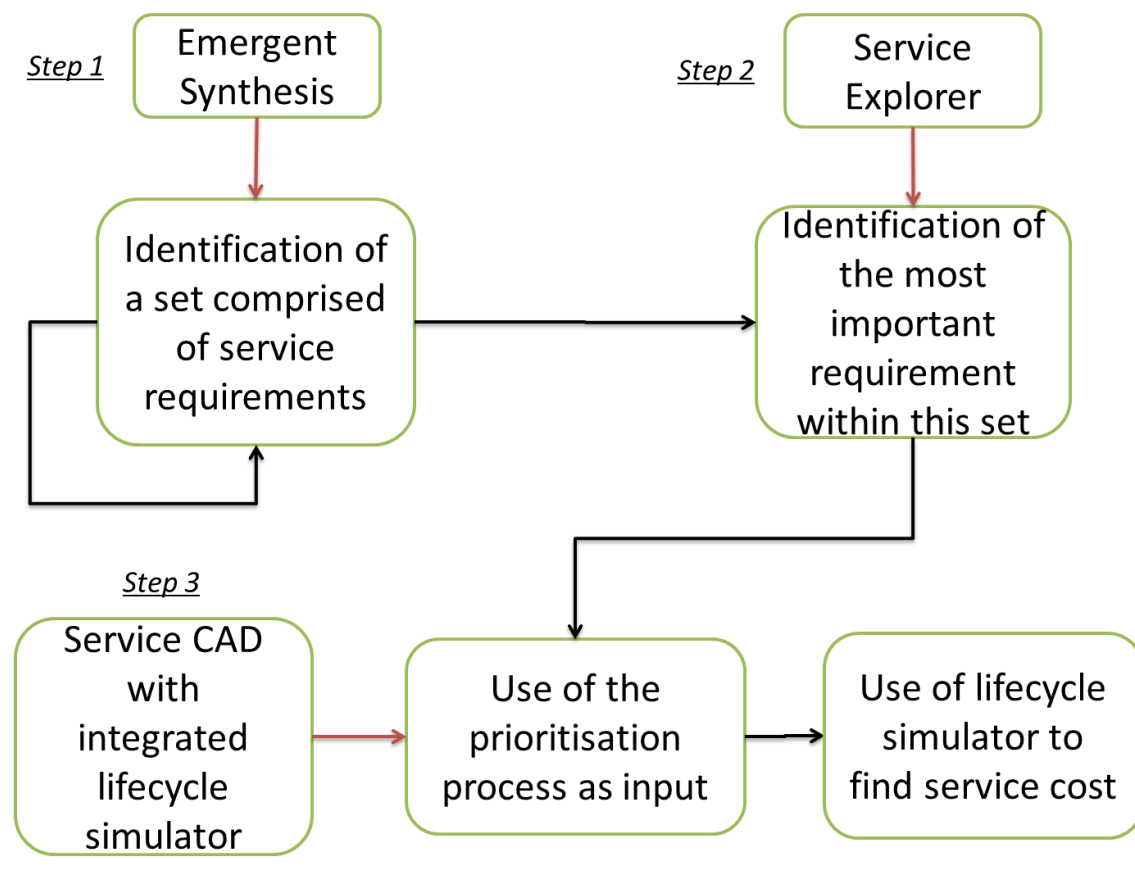 Step 1
Emergent
Synthesis
Step 2
Service
Explorer
Identification of
a set comprised
of service
requirements
Identification of
the most
important
requirement
within this set
Step 3
Service CAD
with
integrated
lifecycle
simulator
Use of the
prioritisation
process as input
Use of lifecycle
simulator to
find service cost